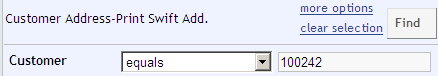 more options
Customer Address-Print Swift Add.
clear selection
Find
Customer equals 100242